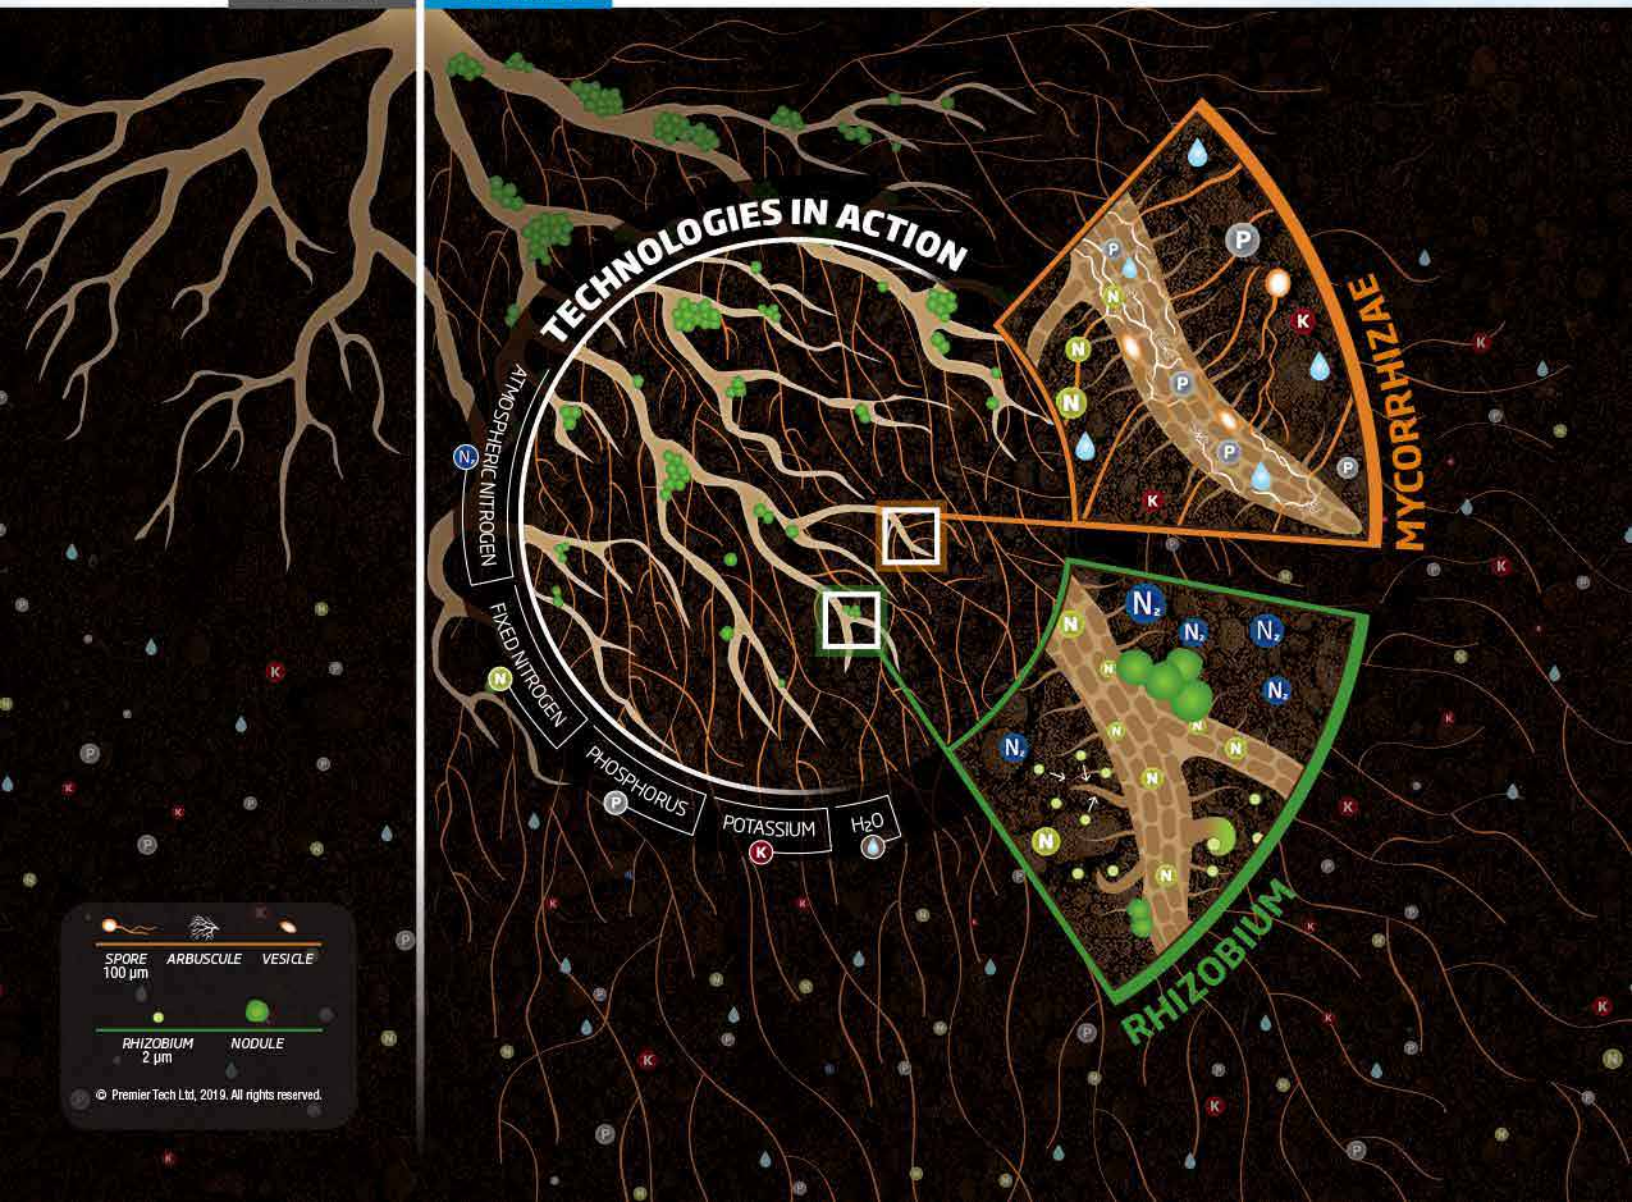 TECHNOLOGIES IN ACTION
MYCORRHIZAE
RHIZOBIUM
ATMOSPHERIC NITROGEN
N₂
FIXED NITROGEN
N
PHOSPHORUS
P
POTASSIUM
K
H2O
SPORE ARBUSCULE VESICLE
100 µm
RHIZOBIUM NODULE
2 µm
© Premier Tech Ltd, 2019. All rights reserved.